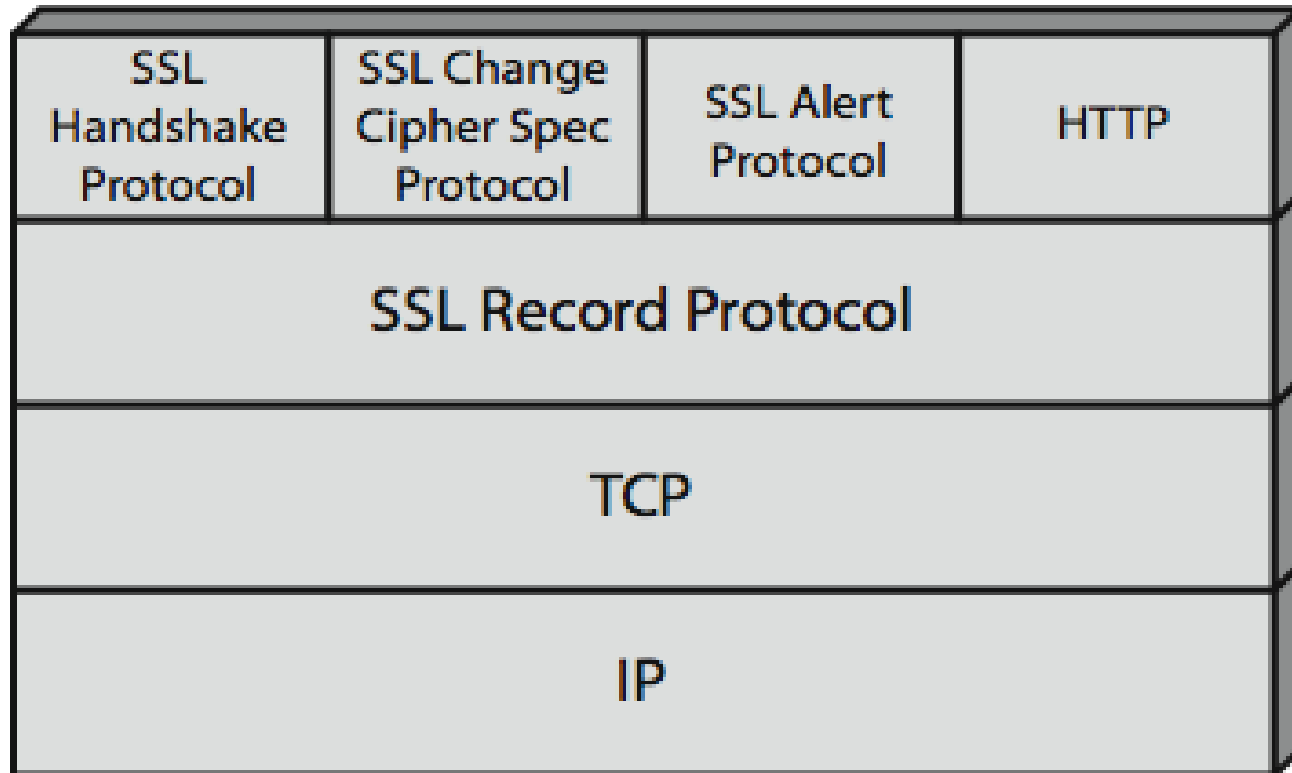 SSL
Handshake
Protocol
SSL Change
Cipher Spec
Protocol
SSL Alert
Protocol
HTTP
SSL Record Protocol
TCP
IP